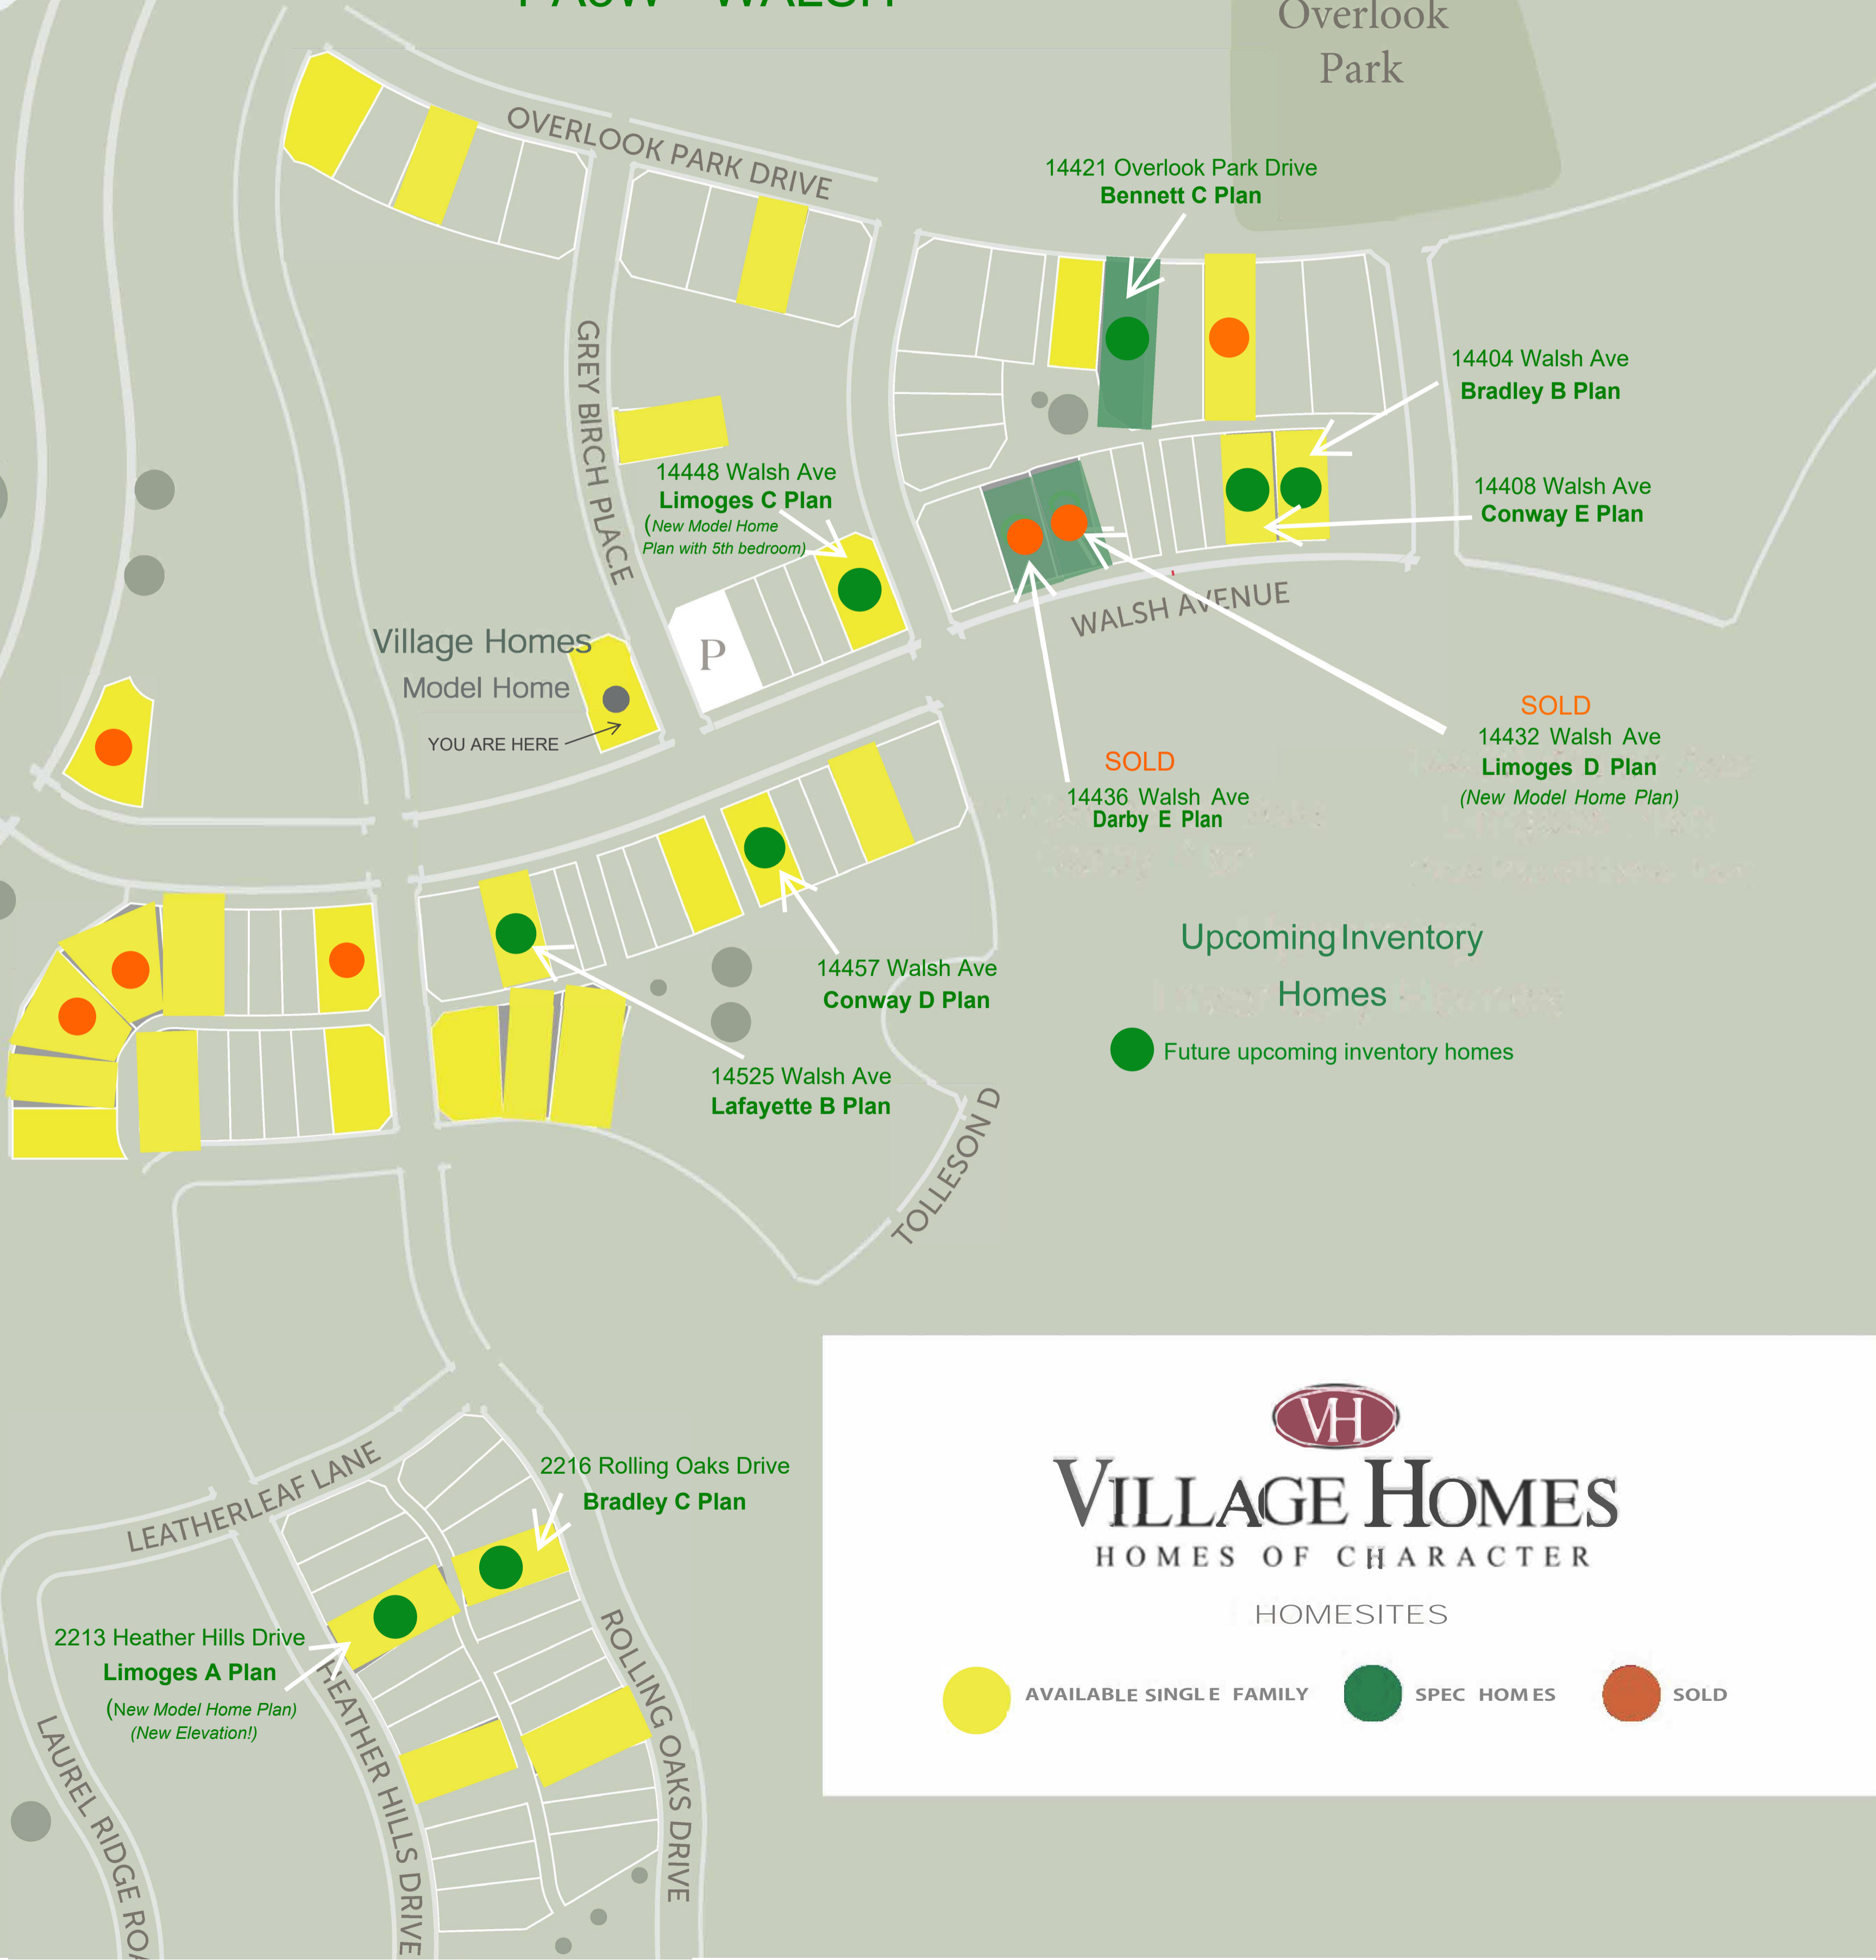 WALSH
Overlook
Park
OVERLOOK PARK DRIVE
14421 Overlook Park Drive
Bennett C Plan
GREY BIRCH PLACE
14404 Walsh Ave
Bradley B Plan
14448 Walsh Ave
Limoges C Plan
(New Model Home
Plan with 5th bedroom)
14408 Walsh Ave
Conway E Plan
WALSH AVENUE
Village Homes
Model Home
YOU ARE HERE
P
SOLD
14432 Walsh Ave
Limoges D Plan
(New Model Home Plan)
SOLD
14436 Walsh Ave
Darby E Plan
14457 Walsh Ave
Conway D Plan
Upcoming Inventory
Homes
Future upcoming inventory homes
14525 Walsh Ave
Lafayette B Plan
TOLLESON D
LEATHERLEAF LANE
2216 Rolling Oaks Drive
Bradley C Plan
2213 Heather Hills Drive
Limoges A Plan
(New Model Home Plan)
(New Elevation!)
HEATHER HILLS DRIVE
ROLLING OAKS DRIVE
LAUREL RIDGE ROA
VH
VILLAGE HOMES
HOMES OF CHARACTER
HOMESITES
AVAILABLE SINGLE FAMILY
SPEC HOMES
SOLD